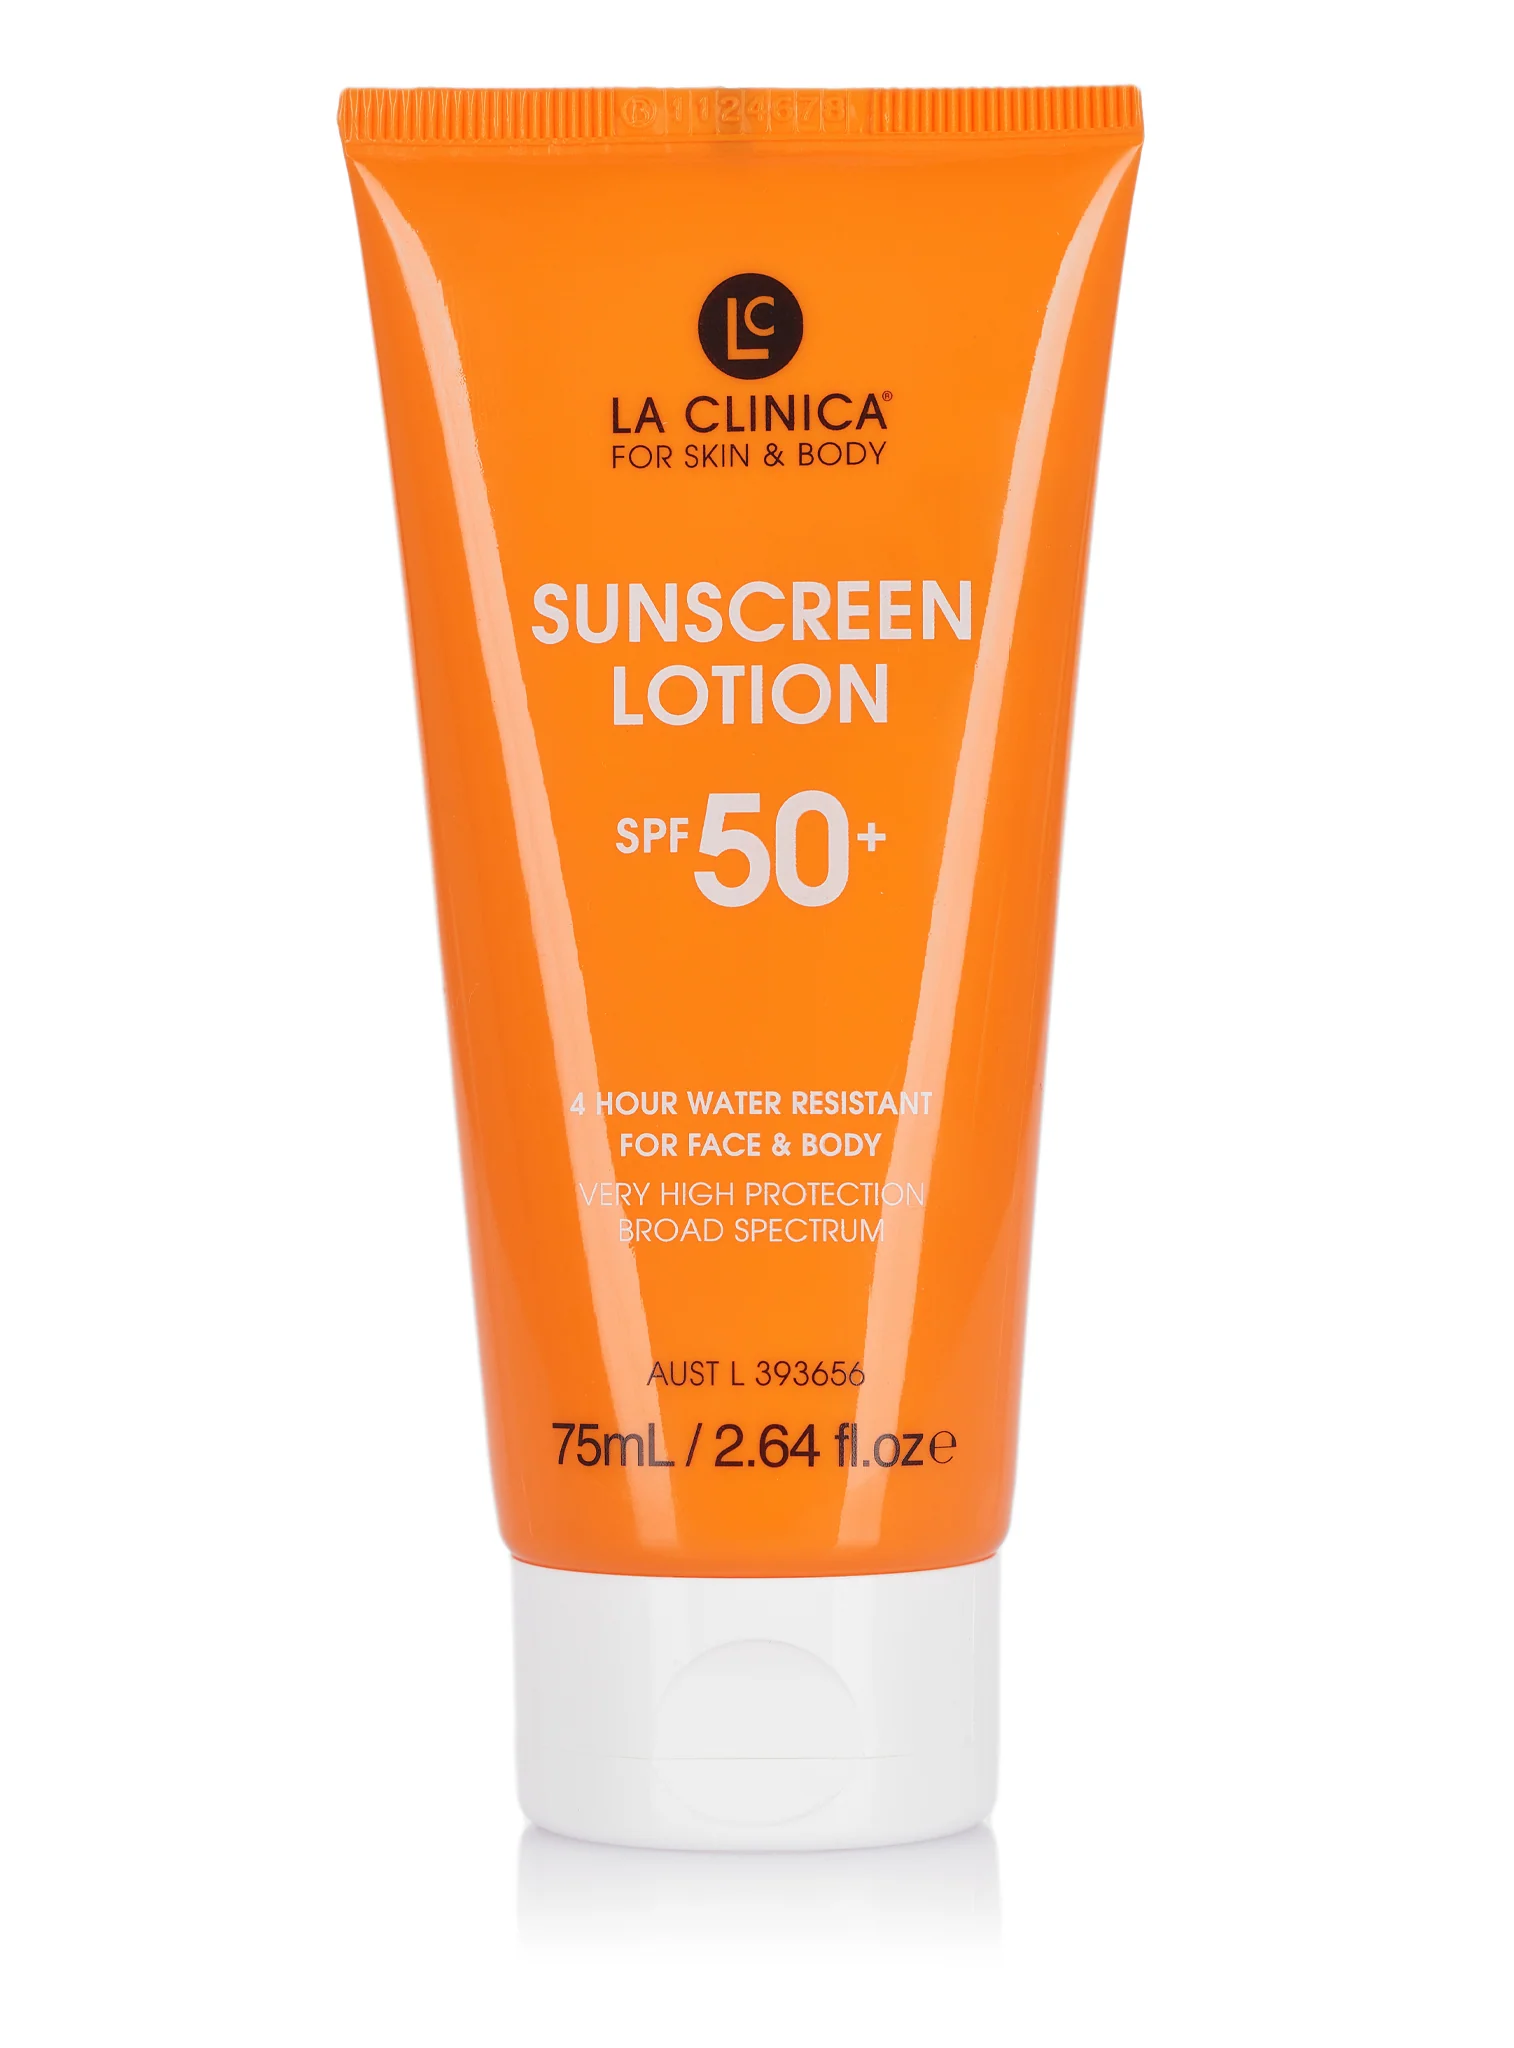 LC
LA CLINICA®
FOR SKIN & BODY
SUNSCREEN
LOTION
SPF 50+
4 HOUR WATER RESISTANT
FOR FACE & BODY
VERY HIGH PROTECTION
BROAD SPECTRUM
AUST L 393656
75mL / 2.64 fl.oz℮